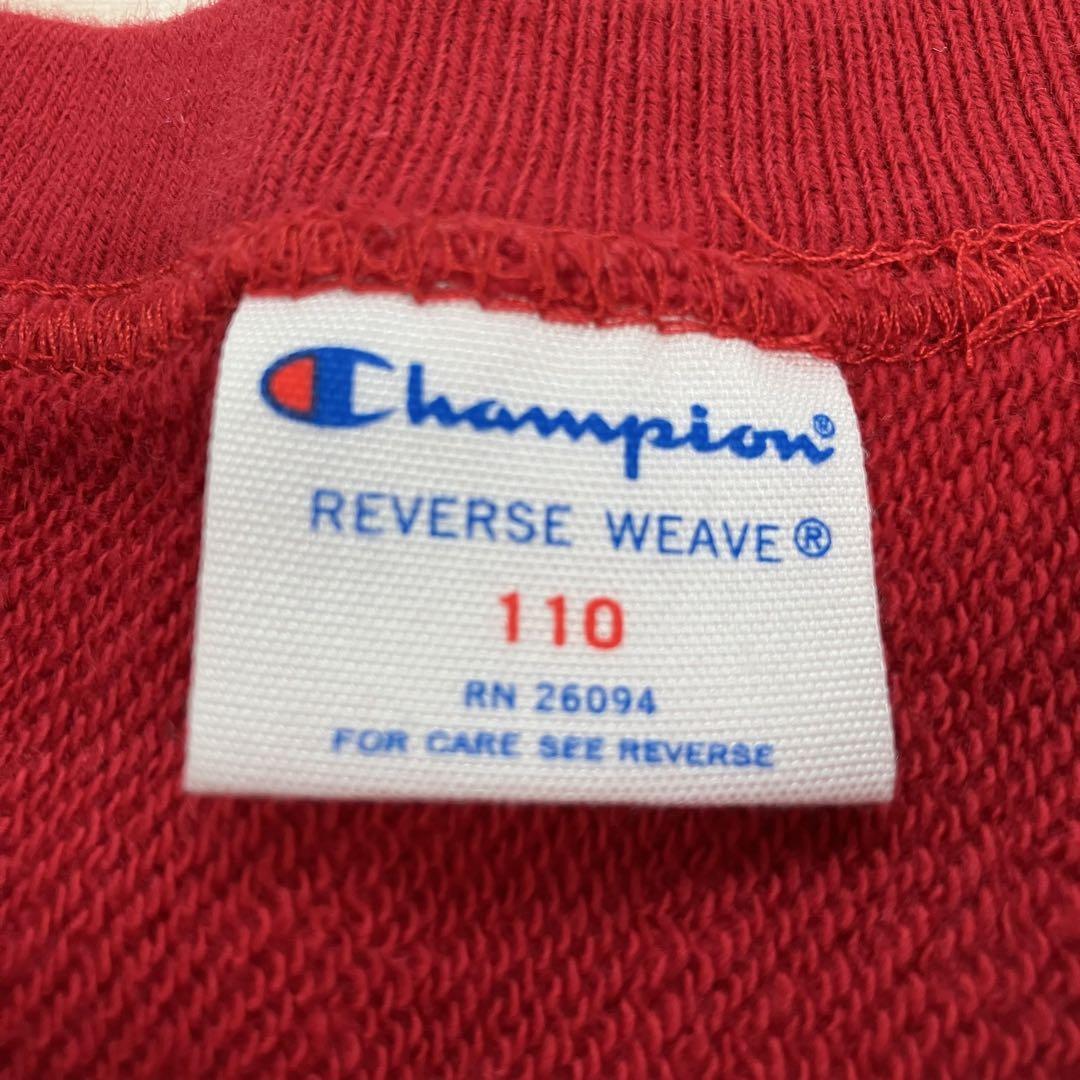 Champion®
REVERSE WEAVE®
110
RN 26094
FOR CARE SEE REVERSE